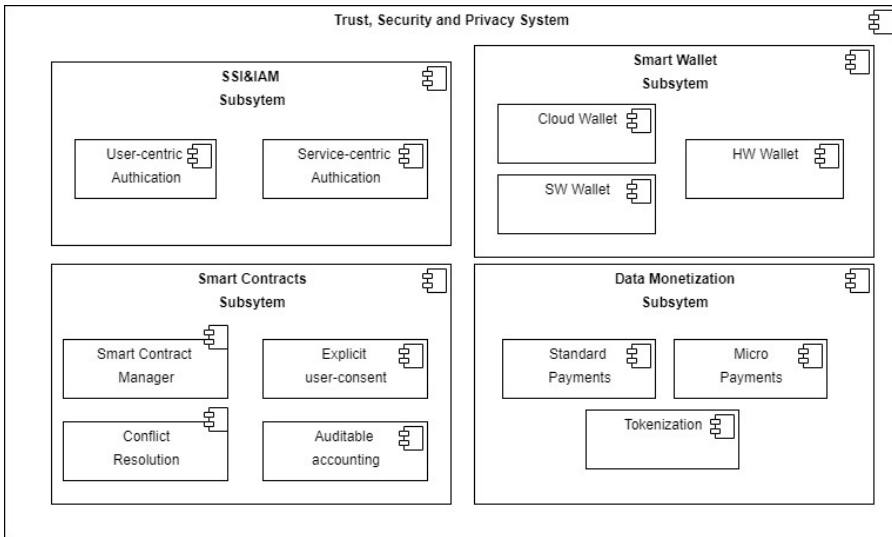 Trust, Security and Privacy System
SSI&IAM
Subsytem
User-centric
Authication
Service-centric
Authication
Smart Wallet
Subsytem
Cloud Wallet
HW Wallet
SW Wallet
Smart Contracts
Subsytem
Smart Contract
Manager
Explicit
user-consent
Conflict
Resolution
Auditable
accounting
Data Monetization
Subsytem
Standard
Payments
Micro
Payments
Tokenization